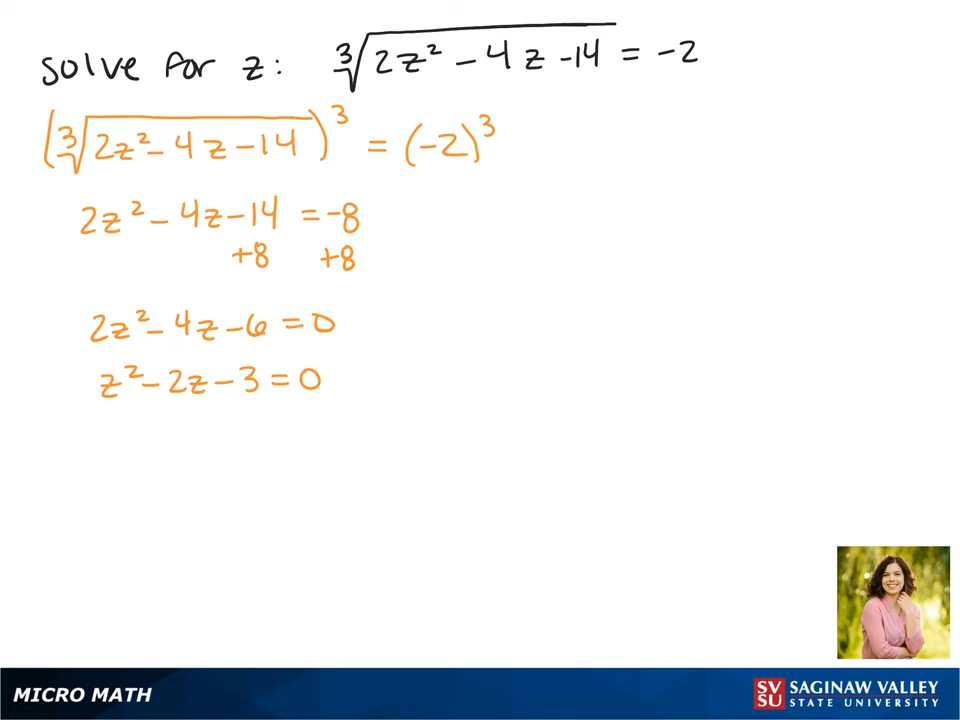 solve for z: ∛(2z² - 4z - 14) = -2
(∛(2z² - 4z - 14))³ = (-2)³
2z² - 4z - 14 = -8
+8 +8
2z² - 4z - 6 = 0
z² - 2z - 3 = 0
MICRO MATH
SV SU SAGINAW VALLEY
STATE UNIVERSITY